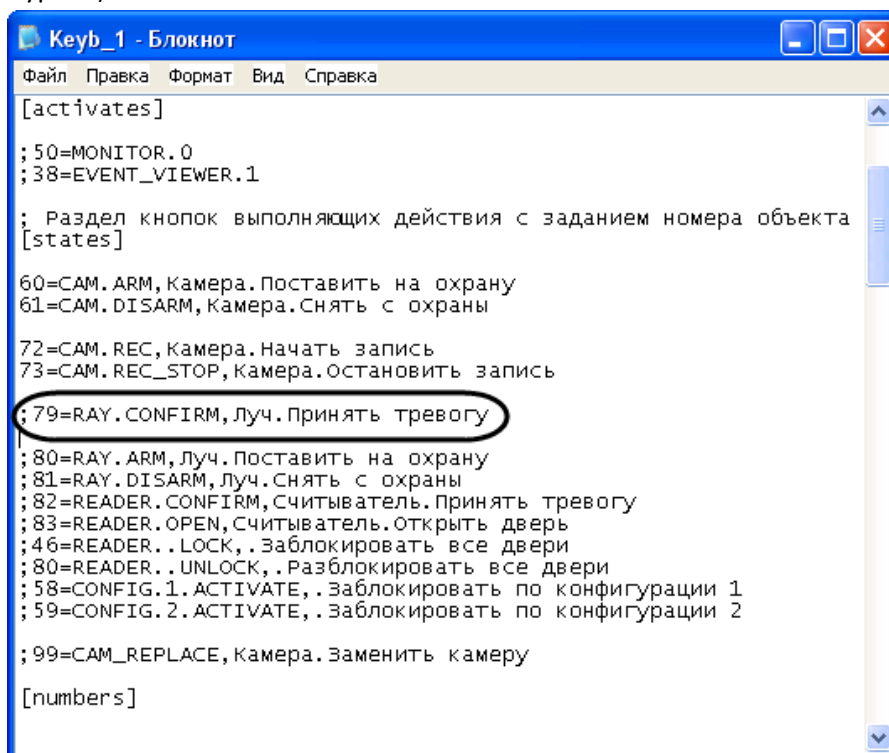 Keyb_1 - Блокнот
Файл Правка Формат Вид Справка
[activates]
;50=MONITOR.0
;38=EVENT_VIEWER.1
; Раздел кнопок выполняющих действия с заданием номера объекта
[states]
60=CAM.ARM,Камера.Поставить на охрану
61=CAM.DISARM,Камера.Снять с охраны
72=CAM.REC,Камера.Начать запись
73=CAM.REC_STOP,Камера.Остановить запись
;79=RAY.CONFIRM,Луч.Принять тревогу
;80=RAY.ARM,Луч.Поставить на охрану
;81=RAY.DISARM,Луч.Снять с охраны
;82=READER.CONFIRM,Считыватель.Принять тревогу
;83=READER.OPEN,Считыватель.Открыть дверь
;46=READER..LOCK,.Заблокировать все двери
;80=READER..UNLOCK,.Разблокировать все двери
;58=CONFIG.1.ACTIVATE,.Заблокировать по конфигурации 1
;59=CONFIG.2.ACTIVATE,.Заблокировать по конфигурации 2
;99=CAM_REPLACE,Камера.Заменить камеру
[numbers]